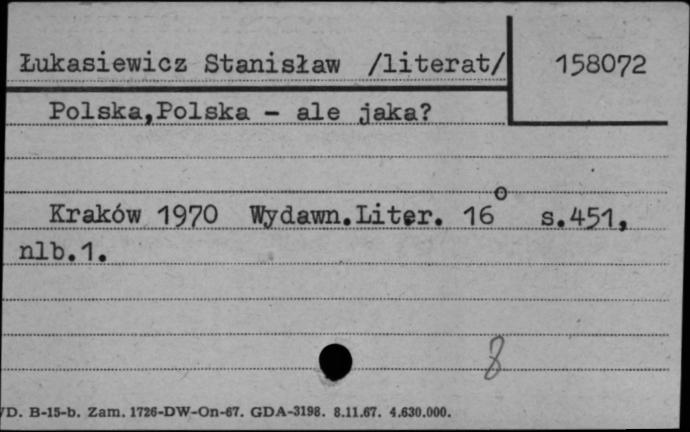 Łukasiewicz Stanisław /literat/ 158072
Polska,Polska – ale jaka?
Kraków 1970 Wydawn.Liter. 16° s.451,
nlb.1.
8
/D. B-15-b. Zam. 1726-DW-On-67. GDA-3198. 8.11.67. 4.630.000.